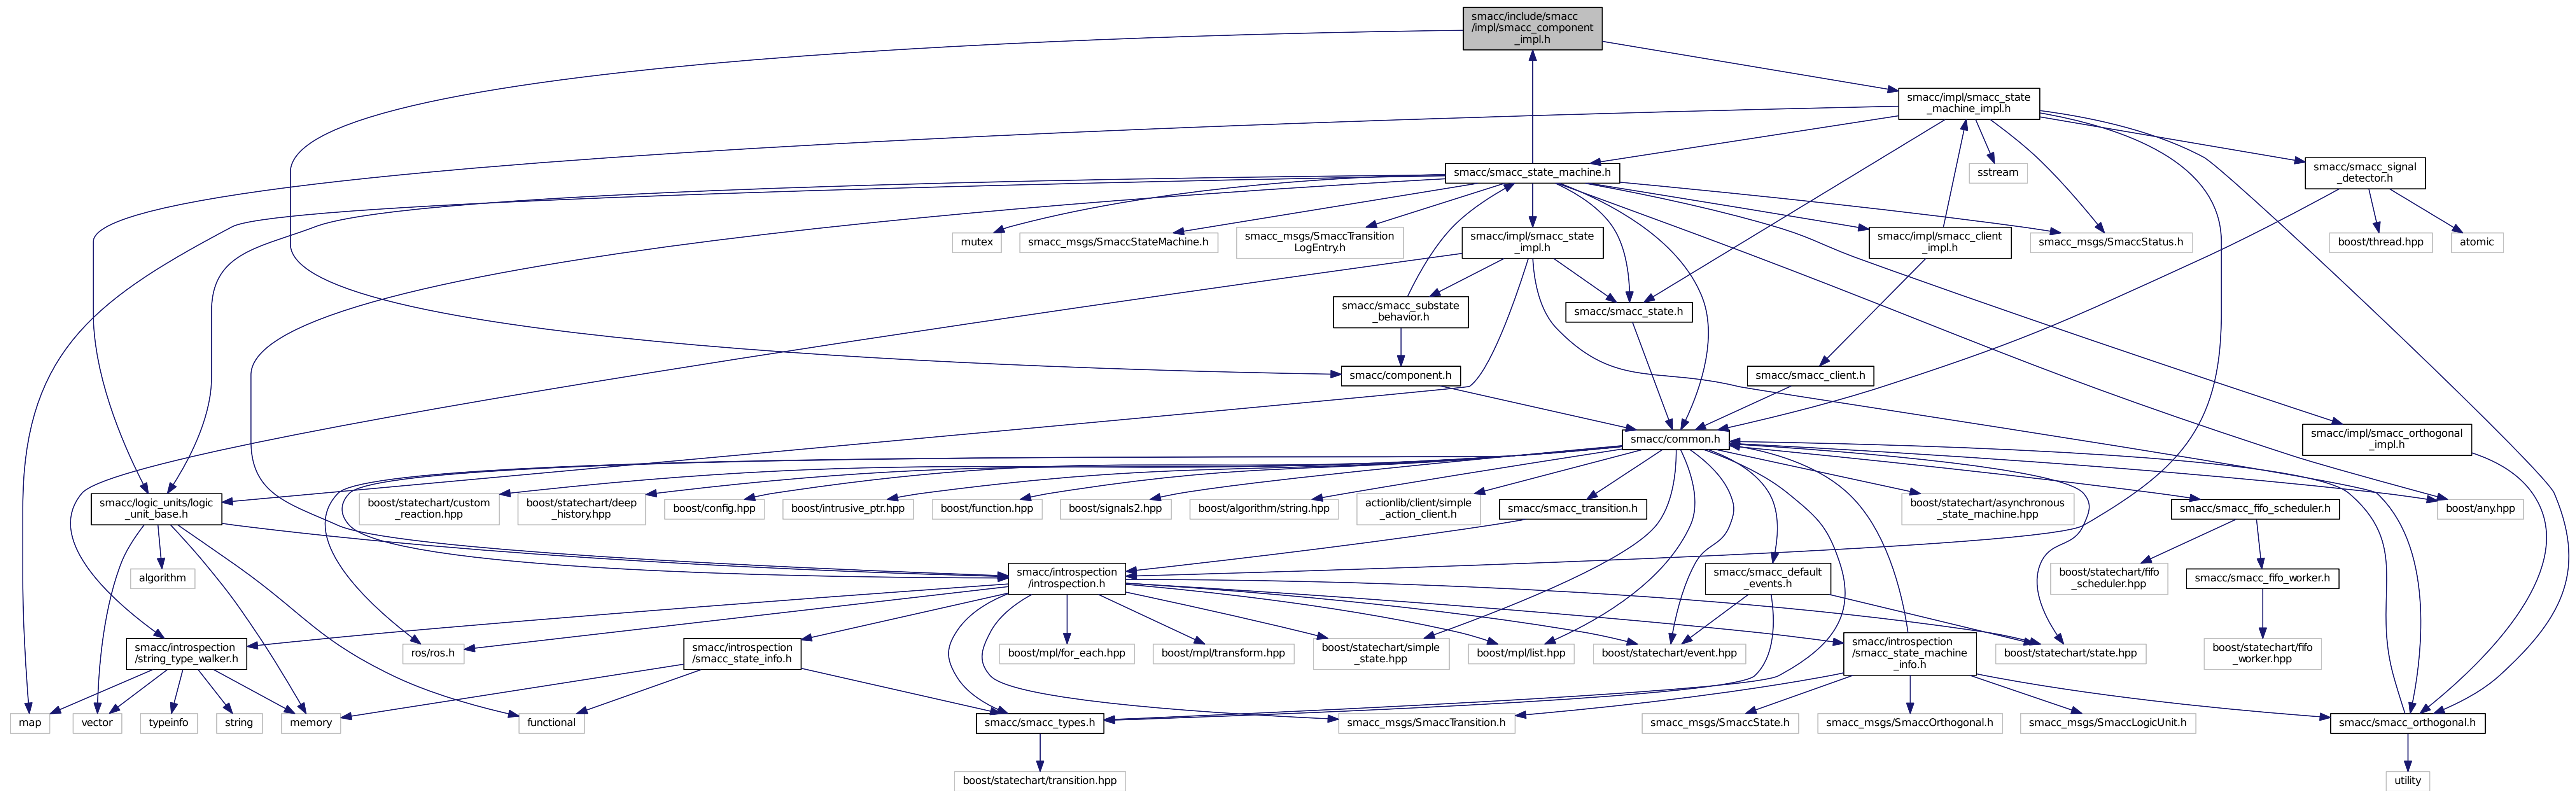 smacc/include/smacc
/impl/smacc_component
_impl.h
smacc/impl/smacc_state
_machine_impl.h
smacc/smacc_state_machine.h
sstream
smacc/smacc_signal
_detector.h
mutex
smacc_msgs/SmaccStateMachine.h
smacc_msgs/SmaccTransition
LogEntry.h
smacc/impl/smacc_state
_impl.h
smacc/impl/smacc_client
_impl.h
smacc_msgs/SmaccStatus.h
boost/thread.hpp
atomic
smacc/smacc_substate
_behavior.h
smacc/smacc_state.h
smacc/component.h
smacc/smacc_client.h
smacc/common.h
smacc/impl/smacc_orthogonal
_impl.h
smacc/logic_units/logic
_unit_base.h
boost/statechart/custom
_reaction.hpp
boost/statechart/deep
_history.hpp
boost/config.hpp
boost/intrusive_ptr.hpp
boost/function.hpp
boost/signals2.hpp
boost/algorithm/string.hpp
actionlib/client/simple
_action_client.h
smacc/smacc_transition.h
boost/statechart/asynchronous
_state_machine.hpp
smacc/smacc_fifo_scheduler.h
boost/any.hpp
algorithm
smacc/introspection
/introspection.h
smacc/smacc_default
_events.h
boost/statechart/fifo
_scheduler.hpp
smacc/smacc_fifo_worker.h
smacc/introspection
/string_type_walker.h
ros/ros.h
smacc/introspection
/smacc_state_info.h
boost/mpl/for_each.hpp
boost/mpl/transform.hpp
boost/statechart/simple
_state.hpp
boost/mpl/list.hpp
boost/statechart/event.hpp
smacc/introspection
/smacc_state_machine
_info.h
boost/statechart/state.hpp
boost/statechart/fifo
_worker.hpp
map
vector
typeinfo
string
memory
functional
smacc/smacc_types.h
smacc_msgs/SmaccTransition.h
smacc_msgs/SmaccState.h
smacc_msgs/SmaccOrthogonal.h
smacc_msgs/SmaccLogicUnit.h
smacc/smacc_orthogonal.h
boost/statechart/transition.hpp
utility